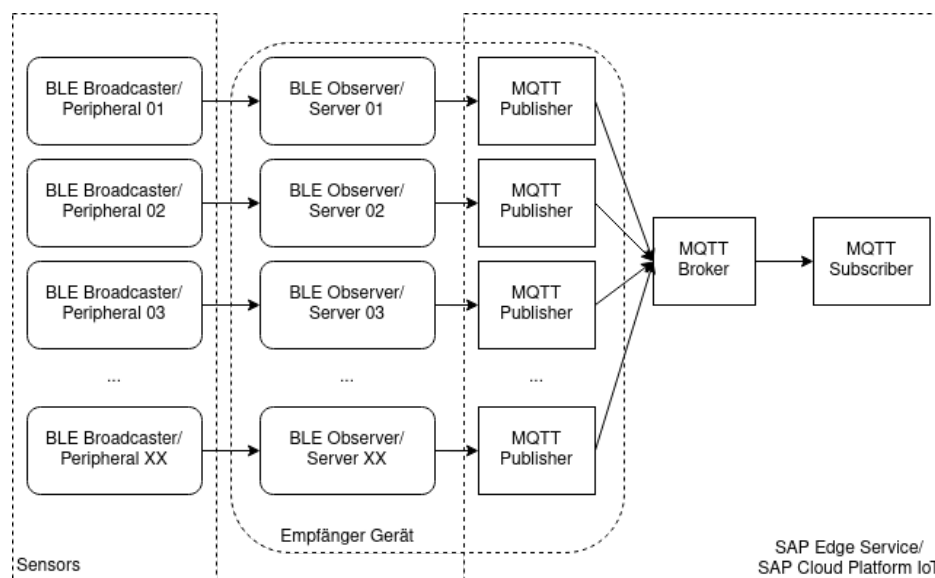 BLE Broadcaster/
Peripheral 01
BLE Observer/
Server 01
MQTT
Publisher
BLE Broadcaster/
Peripheral 02
BLE Observer/
Server 02
MQTT
Publisher
MQTT
Broker
MQTT
Subscriber
BLE Broadcaster/
Peripheral 03
BLE Observer/
Server 03
MQTT
Publisher
...
...
...
BLE Broadcaster/
Peripheral XX
BLE Observer/
Server XX
MQTT
Publisher
Empfänger Gerät
Sensors
SAP Edge Service/
SAP Cloud Platform IoT